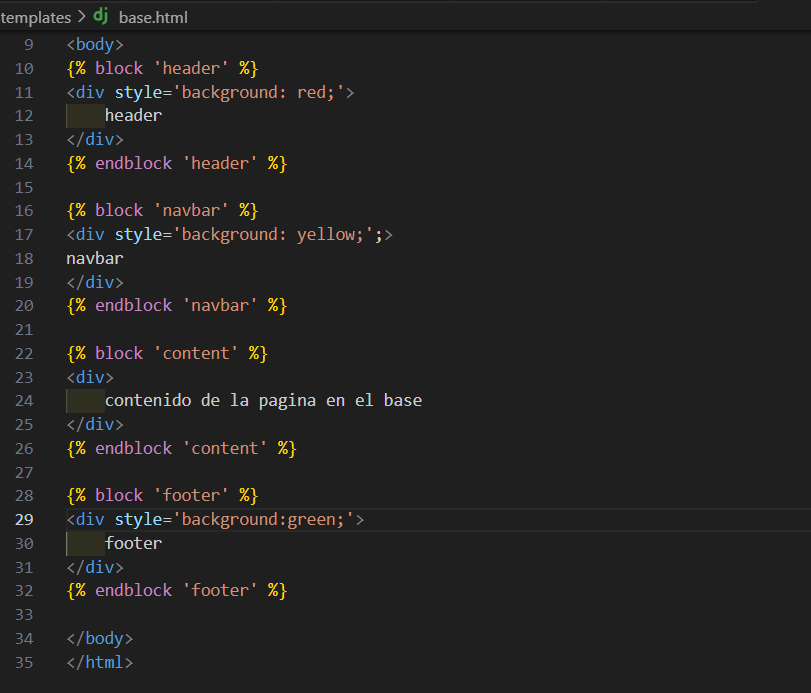 templates > dj base.html
9 <body>
10 {% block 'header' %}
11 <div style='background: red;'>
12 header
13 </div>
14 {% endblock 'header' %}
15
16 {% block 'navbar' %}
17 <div style='background: yellow;';>
18 navbar
19 </div>
20 {% endblock 'navbar' %}
21
22 {% block 'content' %}
23 <div>
24 contenido de la pagina en el base
25 </div>
26 {% endblock 'content' %}
27
28 {% block 'footer' %}
29 <div style='background:green;'>
30 footer
31 </div>
32 {% endblock 'footer' %}
33
34 </body>
35 </html>